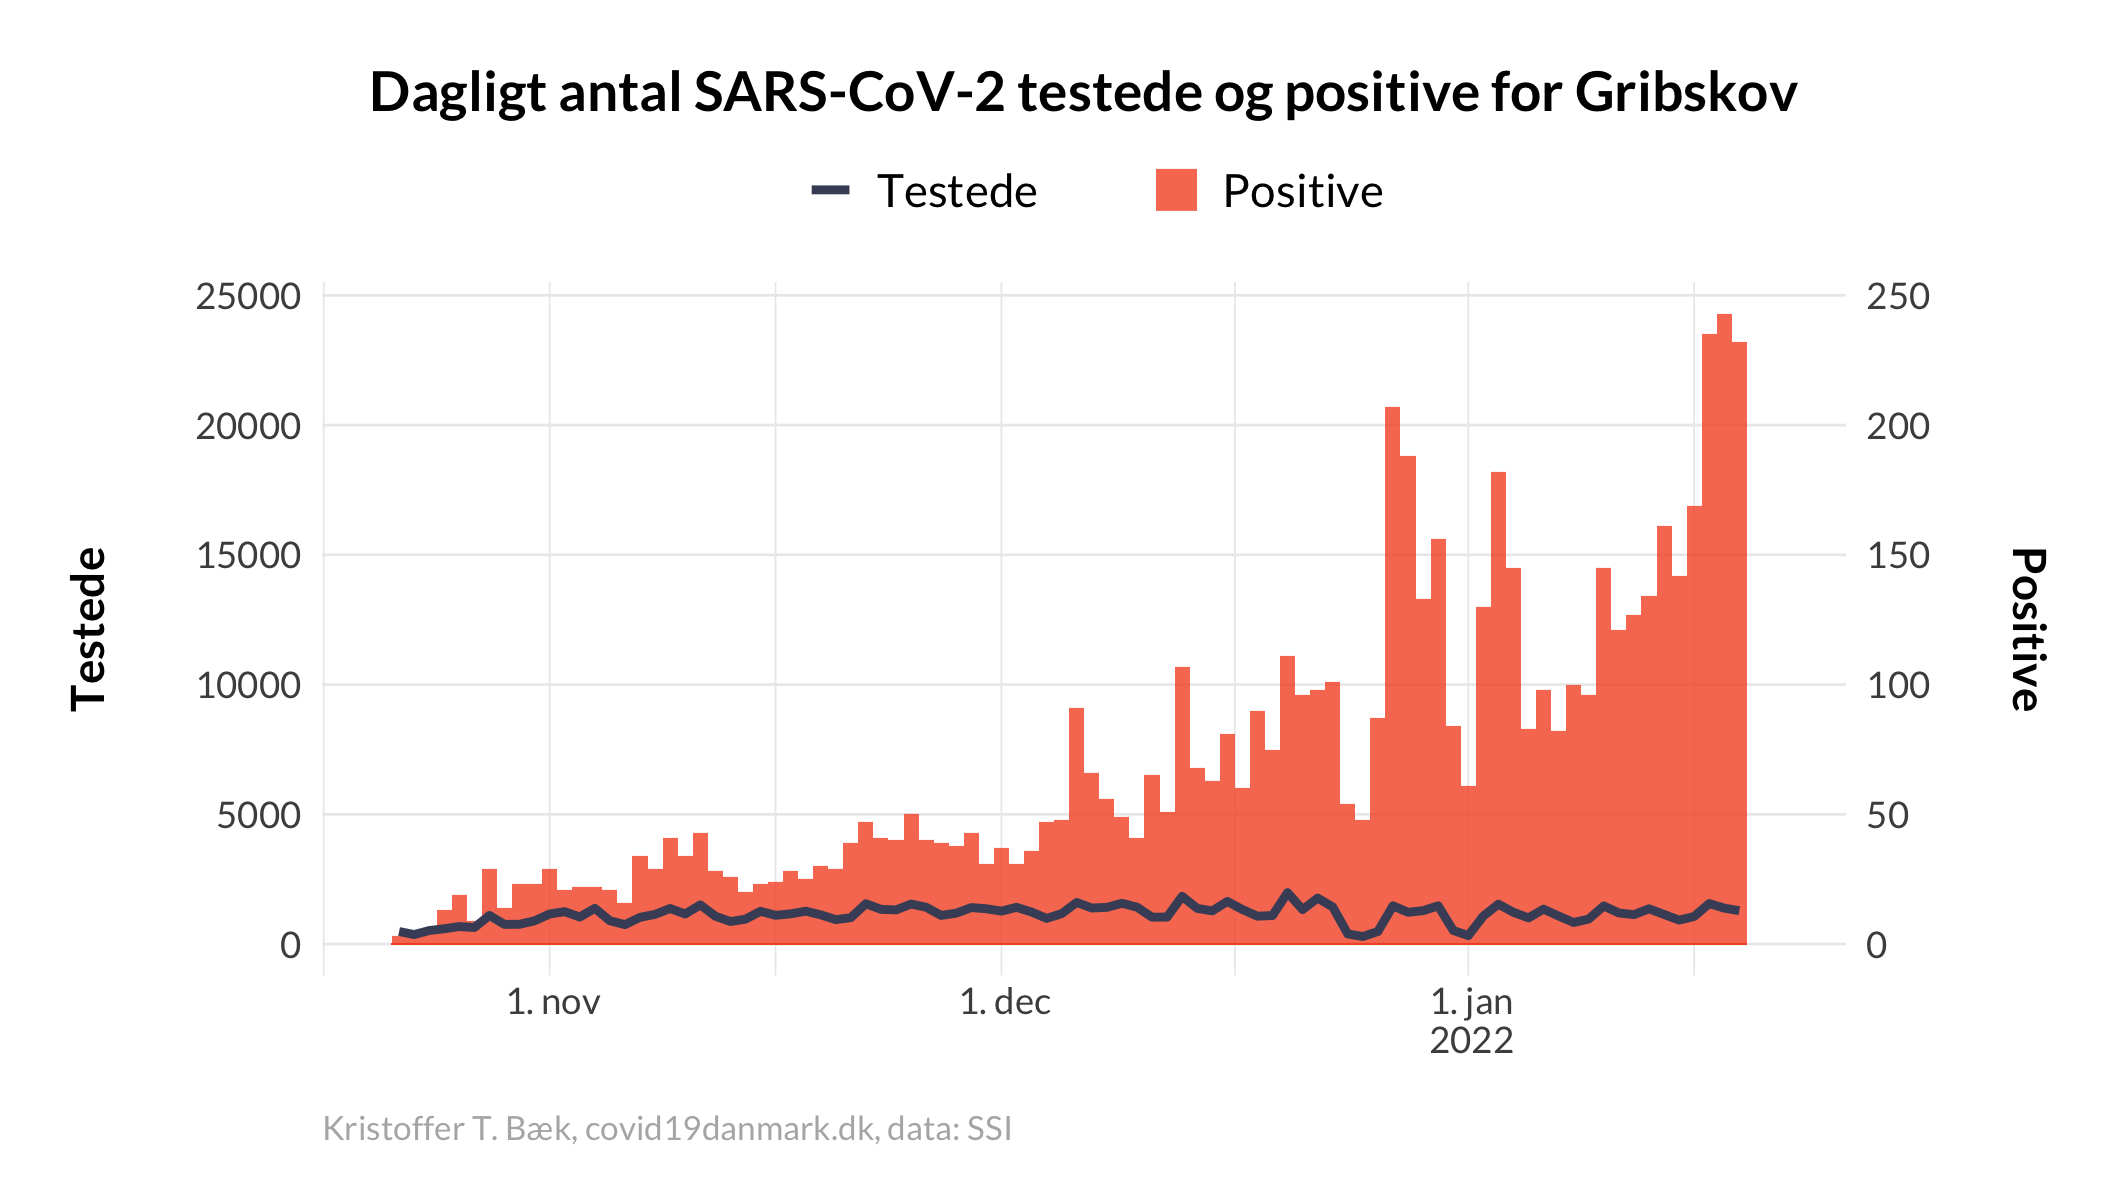 Dagligt antal SARS-CoV-2 testede og positive for Gribskov
Testede
Positive
25000
20000
15000
10000
5000
0
Testede
250
200
150
100
50
0
Positive
1. nov
1. dec
1. jan
2022
Kristoffer T. Bæk, covid19danmark.dk, data: SSI